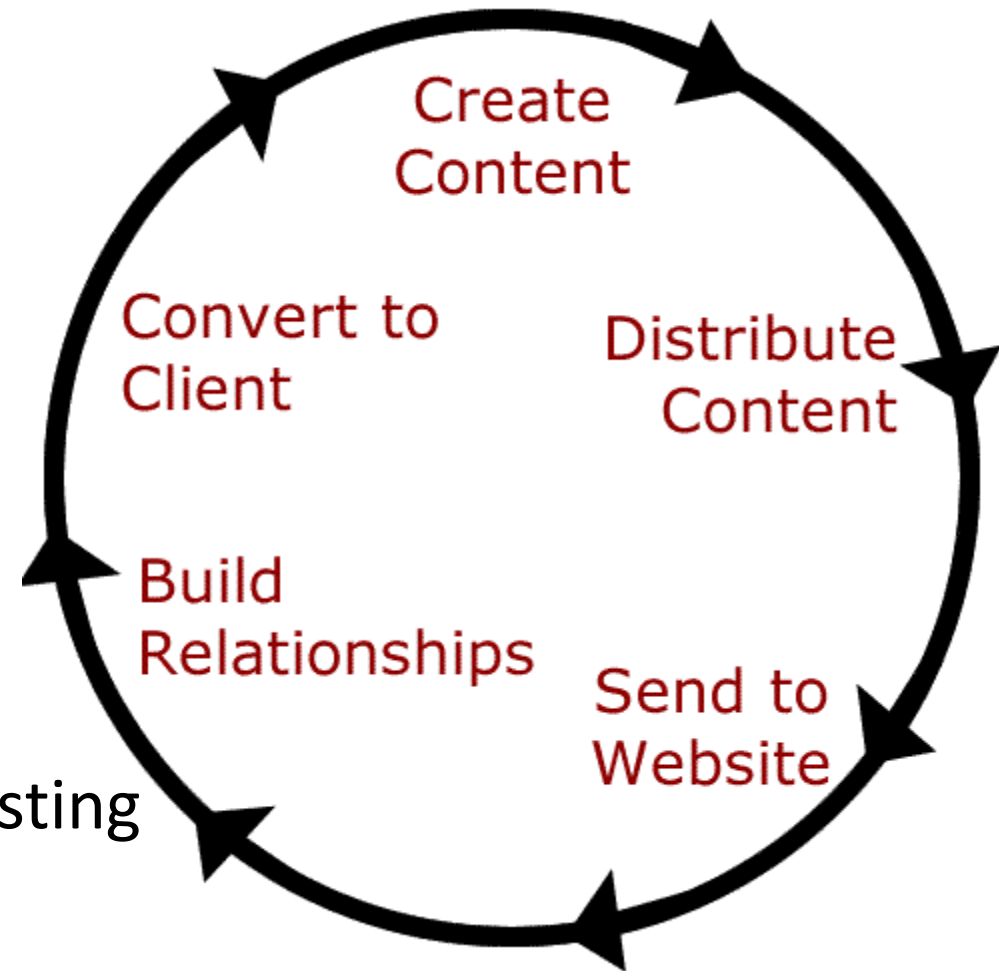 Create
Content
Distribute
Content
Send to
Website
Build
Relationships
Convert to
Client
sting